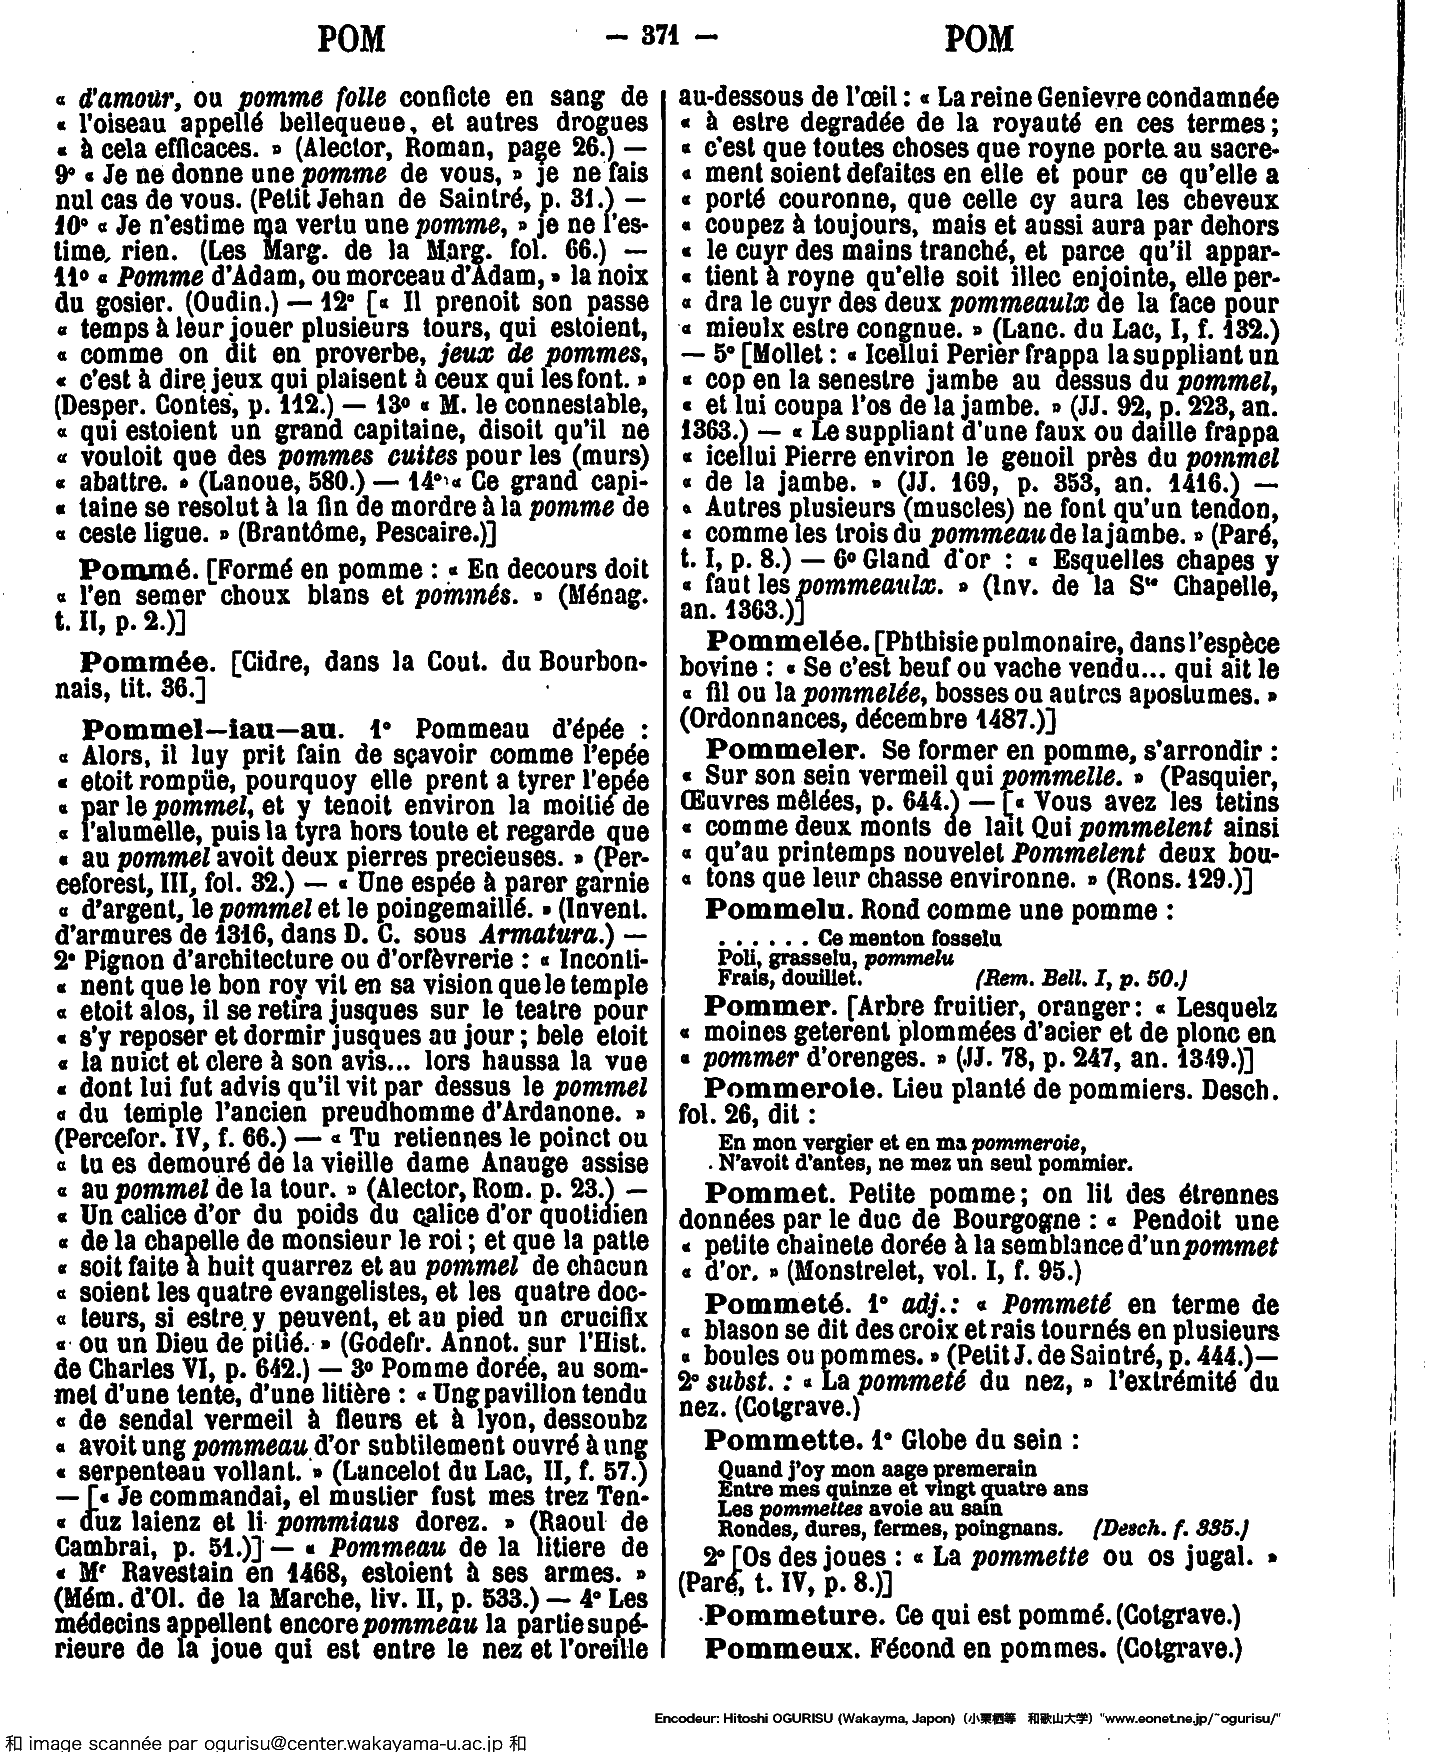 POM — 371 — POM
« d'amour, ou pomme folle conficte en sang de
« l'oiseau appellé bellequeue, et autres drogues
« à cela efficaces. » (Alector, Roman, page 26.) —
9° « Je ne donne une pomme de vous, » je ne fais
nul cas de vous. (Petit Jehan de Saintré, p. 31.) —
10° « Je n'estime ma vertu une pomme, » je ne l'es-
time, rien. (Les Marg. de la Marg. fol. 66.) —
11° « Pomme d'Adam, ou morceau d'Adam, » la noix
du gosier. (Oudin.) — 12° [« Il prenoit son passe
« temps à leur jouer plusieurs tours, qui estoient,
« comme on dit en proverbe, jeux de pommes,
« c'est à dire jeux qui plaisent à ceux qui les font. »
(Desper. Contes, p. 112.) — 13° « M. le connestable,
« qui estoient un grand capitaine, disoit qu'il ne
« vouloit que des pommes cuites pour les (murs)
« abattre. » (Lanoue, 580.) — 14° « Ce grand capi-
« taine se resolut à la fin de mordre à la pomme de
« ceste ligue. » (Brantôme, Pescaire.)]
Pommé. [Formé en pomme : « En decours doit
« l'en semer choux blans et pommés. » (Ménag.
t. II, p. 2.)]
Pommée. [Cidre, dans la Cout. du Bourbon-
nais, tit. 36.]
Pommel—iau—au. 1° Pommeau d'épée :
« Alors, il luy prit fain de sçavoir comme l'epée
« etoit rompüe, pourquoy elle prent a tyrer l'epée
« par le pommel, et y tenoit environ la moitié de
« l'alumelle, puis la tyra hors toute et regarde que
« au pommel avoit deux pierres precieuses. » (Per-
ceforest, III, fol. 32.) — « Une espée à parer garnie
« d'argent, le pommel et le poingemaillé. » (Invent.
d'armures de 1316, dans D. C. sous Armatura.) —
2° Pignon d'architecture ou d'orfèvrerie : « Inconti-
« nent que le bon roy vit en sa vision que le temple
« etoit alos, il se retira jusques sur le teatre pour
« s'y reposer et dormir jusques au jour ; bele etoit
« la nuict et clere à son avis... lors haussa la vue
« dont lui fut advis qu'il vit par dessus le pommel
« du temple l'ancien preudhomme d'Ardanone. »
(Percefor. IV, f. 66.) — « Tu retiennes le poinct ou
« tu es demouré de la vieille dame Anauge assise
« au pommel de la tour. » (Alector, Rom. p. 23.) —
« Un calice d'or du poids du calice d'or quotidien
« de la chapelle de monsieur le roi ; et que la patte
« soit faite à huit quarrez et au pommel de chacun
« soient les quatre evangelistes, et les quatre doc-
« teurs, si estre y peuvent, et au pied un crucifix
« ou un Dieu de pitié. » (Godefr. Annot. sur l'Hist.
de Charles VI, p. 642.) — 3° Pomme dorée, au som-
met d'une tente, d'une litière : « Ung pavillon tendu
« de sendal vermeil à fleurs et à lyon, dessoubz
« avoit ung pommeau d'or subtilement ouvré à ung
« serpenteau vollant. » (Lancelot du Lac, II, f. 57.)
— [« Je commandai, el mustier fust mes trez Ten-
« duz laienz et li pommiaus dorez. » (Raoul de
Cambrai, p. 51.)] — « Pommeau de la litiere de
« Mr Ravestain en 1468, estoient à ses armes. »
(Mém. d'Ol. de la Marche, liv. II, p. 533.) — 4° Les
médecins appellent encore pommeau la partie supé-
rieure de la joue qui est entre le nez et l'oreille
au-dessous de l'œil : « La reine Genievre condamnée
« à estre degradée de la royauté en ces termes ;
« c'est que toutes choses que royne porte au sacre-
« ment soient defaites en elle et pour ce qu'elle a
« porté couronne, que celle cy aura les cheveux
« coupez à toujours, mais et aussi aura par dehors
« le cuyr des mains tranché, et parce qu'il appar-
« tient à royne qu'elle soit illec enjointe, elle per-
« dra le cuyr des deux pommeaulx de la face pour
« mieulx estre congnue. » (Lanc. du Lac, I, f. 132.)
— 5° [Mollet : « Icellui Perier frappa la suppliant un
« cop en la senestre jambe au dessus du pommel,
« et lui coupa l'os de la jambe. » (JJ. 92, p. 223, an.
1363.) — « Le suppliant d'une faux ou daille frappa
« icellui Pierre environ le genoil près du pommel
« de la jambe. » (JJ. 169, p. 353, an. 1416.) —
« Autres plusieurs (muscles) ne font qu'un tendon,
« comme les trois du pommeau de la jambe. » (Paré,
t. I, p. 8.) — 6° Gland d'or : « Esquelles chapes y
« faut les pommeaulx. » (Inv. de la Ste Chapelle,
an. 1363.)]
Pommelée. [Phthisie pulmonaire, dans l'espèce
bovine : « Se c'est beuf ou vache vendu... qui ait le
« fil ou la pommelée, bosses ou autres apostumes. »
(Ordonnances, décembre 1487.)]
Pommeler. Se former en pomme, s'arrondir :
« Sur son sein vermeil qui pommelle. » (Pasquier,
Œuvres mêlées, p. 644.) — [« Vous avez les tetins
« comme deux monts de lait Qui pommelent ainsi
« qu'au printemps nouvelet Pommelent deux bou-
« tons que leur chasse environne. » (Rons. 129.)]
Pommelu. Rond comme une pomme :
. . . . . . Ce menton fosselu
Poli, grasselu, pommelu
Frais, douillet. (Rem. Bell. I, p. 50.)
Pommer. [Arbre fruitier, oranger : « Lesquelz
« moines geterent plommées d'acier et de plonc en
« pommer d'orenges. » (JJ. 78, p. 247, an. 1349.)]
Pommeroie. Lieu planté de pommiers. Desch.
fol. 26, dit :
En mon vergier et en ma pommeroie,
N'avoit d'antes, ne mez un seul pommier.
Pommet. Petite pomme ; on lit des étrennes
données par le duc de Bourgogne : « Pendoit une
« petite chainete dorée à la semblance d'un pommet
« d'or. » (Monstrelet, vol. I, f. 95.)
Pommeté. 1° adj. : « Pommeté en terme de
« blason se dit des croix et rais tournés en plusieurs
« boules ou pommes. » (Petit J. de Saintré, p. 444.) —
2° subst. : « La pommeté du nez, » l'extrémité du
nez. (Cotgrave.)
Pommette. 1° Globe du sein :
Quand j'oy mon aage premerain
Entre mes quinze et vingt quatre ans
Les pommettes avoie au sain
Rondes, dures, fermes, poingnans. (Desch. f. 335.)
2° [Os des joues : « La pommette ou os jugal. »
(Paré, t. IV, p. 8.)]
Pommeture. Ce qui est pommé. (Cotgrave.)
Pommeux. Fécond en pommes. (Cotgrave.)
Encodeur: Hitoshi OGURISU (Wakayma, Japon) (小栗栖等 和歌山大学) "www.eonet.ne.jp/~ogurisu/"
和 image scannée par ogurisu@center.wakayama-u.ac.jp 和